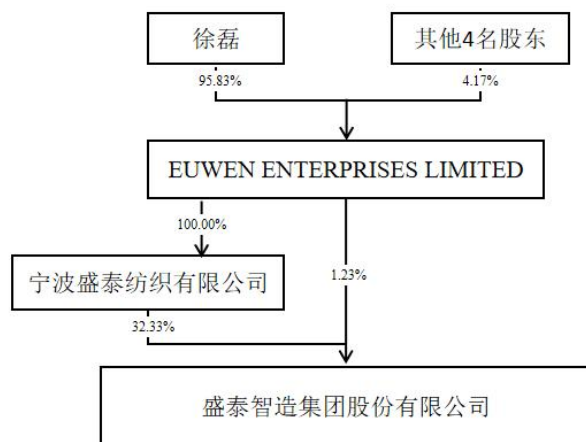 徐磊
其他4名股东
95.83%
4.17%
EUWEN ENTERPRISES LIMITED
100.00%
宁波盛泰纺织有限公司
1.23%
32.33%
盛泰智造集团股份有限公司